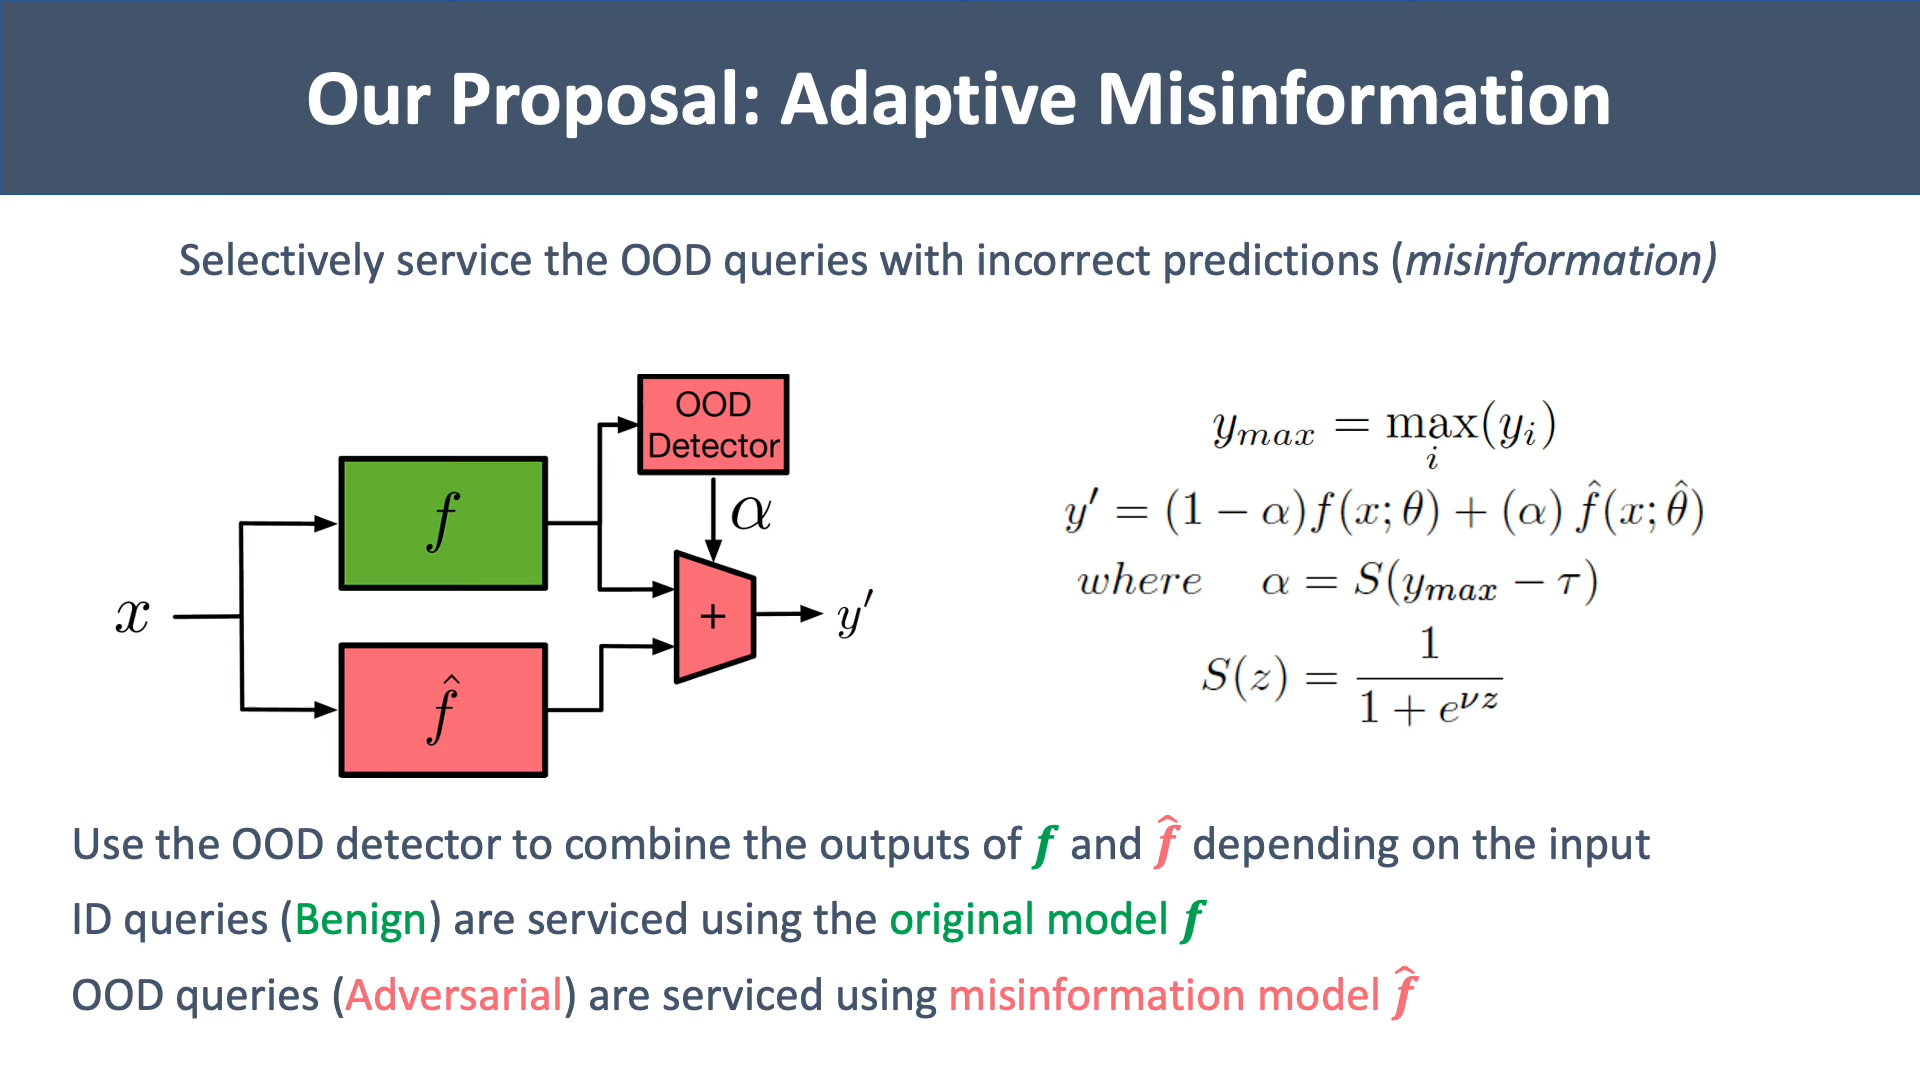 Our Proposal: Adaptive Misinformation
Selectively service the OOD queries with incorrect predictions (misinformation)
OOD
Detector
α
f
x
+
y′
f̂
y_max = max_i(y_i)
y′ = (1 − α)f(x; θ) + (α) f̂(x; θ̂)
where α = S(y_max − τ)
S(z) = 1 / (1 + e^{νz})
Use the OOD detector to combine the outputs of f and f̂ depending on the input
ID queries (Benign) are serviced using the original model f
OOD queries (Adversarial) are serviced using misinformation model f̂